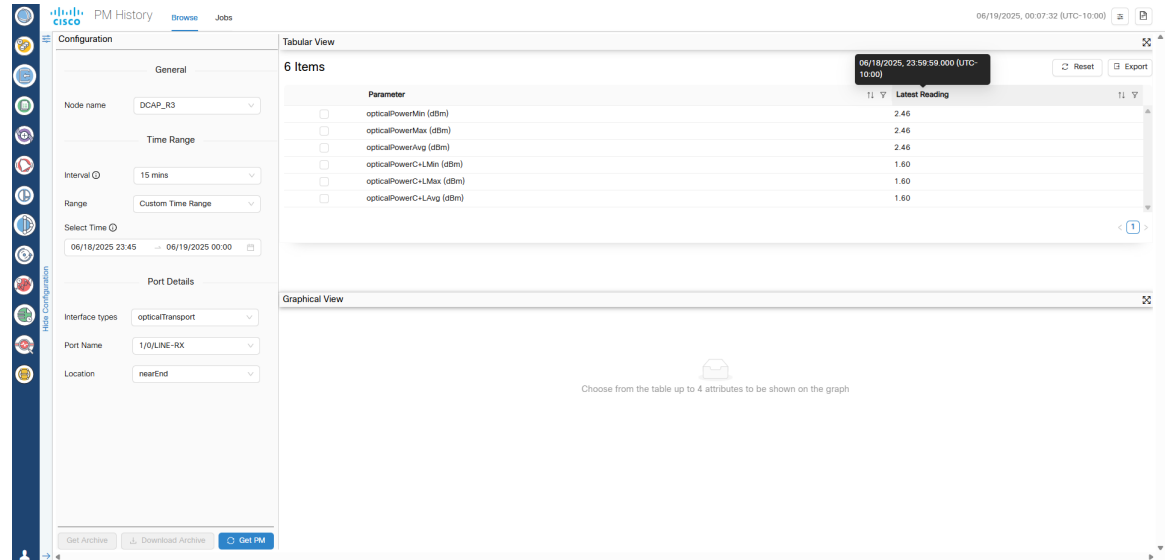 CISCO PM History Browse Jobs 06/19/2025, 00:07:32 (UTC-10:00)
Configuration
General
Node name DCAP_R3
Time Range
Interval 15 mins
Range Custom Time Range
Select Time
06/18/2025 23:45 → 06/19/2025 00:00
Port Details
Interface types opticalTransport
Port Name 1/0/LINE-RX
Location nearEnd
Get Archive Download Archive Get PM
Hide Configuration
Tabular View
6 Items
06/18/2025, 23:59:59.000 (UTC-
10:00)
Reset Export
Parameter Latest Reading
opticalPowerMin (dBm) 2.46
opticalPowerMax (dBm) 2.46
opticalPowerAvg (dBm) 2.46
opticalPowerC+LMin (dBm) 1.60
opticalPowerC+LMax (dBm) 1.60
opticalPowerC+LAvg (dBm) 1.60
< 1 >
Graphical View
Choose from the table up to 4 attributes to be shown on the graph